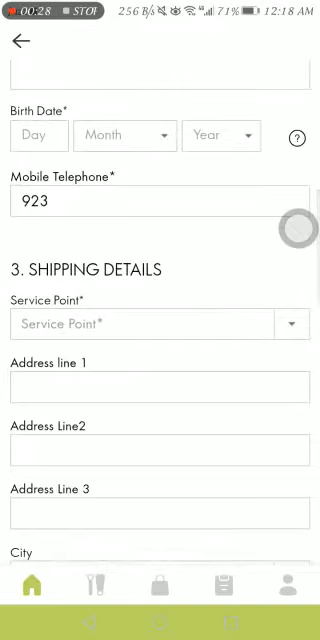 00:28 STOP 256 B/s 71% 12:18 AM
Birth Date*
Day Month Year ?
Mobile Telephone*
923
3. SHIPPING DETAILS
Service Point*
Service Point*
Address line 1
Address Line2
Address Line 3
City